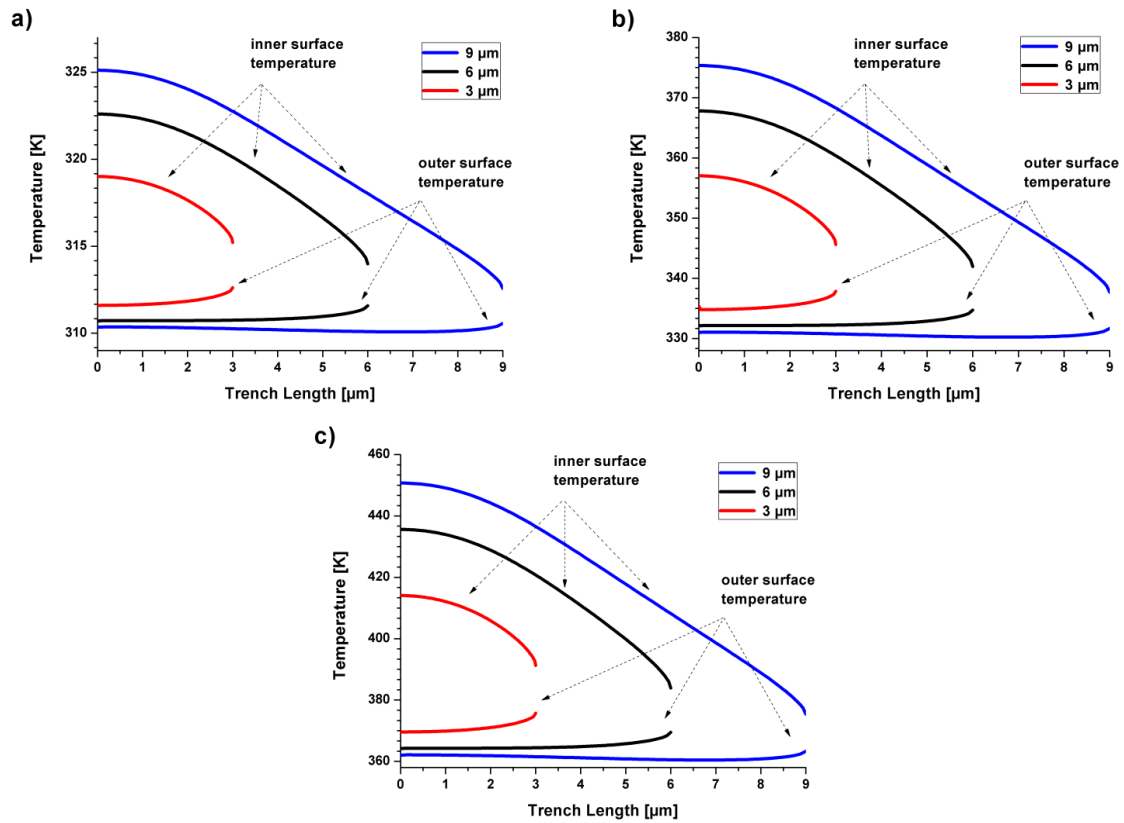 a)
inner surface
temperature
9 µm
6 µm
3 µm
outer surface
temperature
Temperature [K]
325
320
315
310
0 1 2 3 4 5 6 7 8 9
Trench Length [µm]
b)
inner surface
temperature
9 µm
6 µm
3 µm
outer surface
temperature
Temperature [K]
380
370
360
350
340
330
0 1 2 3 4 5 6 7 8 9
Trench Length [µm]
c)
inner surface
temperature
9 µm
6 µm
3 µm
outer surface
temperature
Temperature [K]
460
440
420
400
380
360
0 1 2 3 4 5 6 7 8 9
Trench Length [µm]